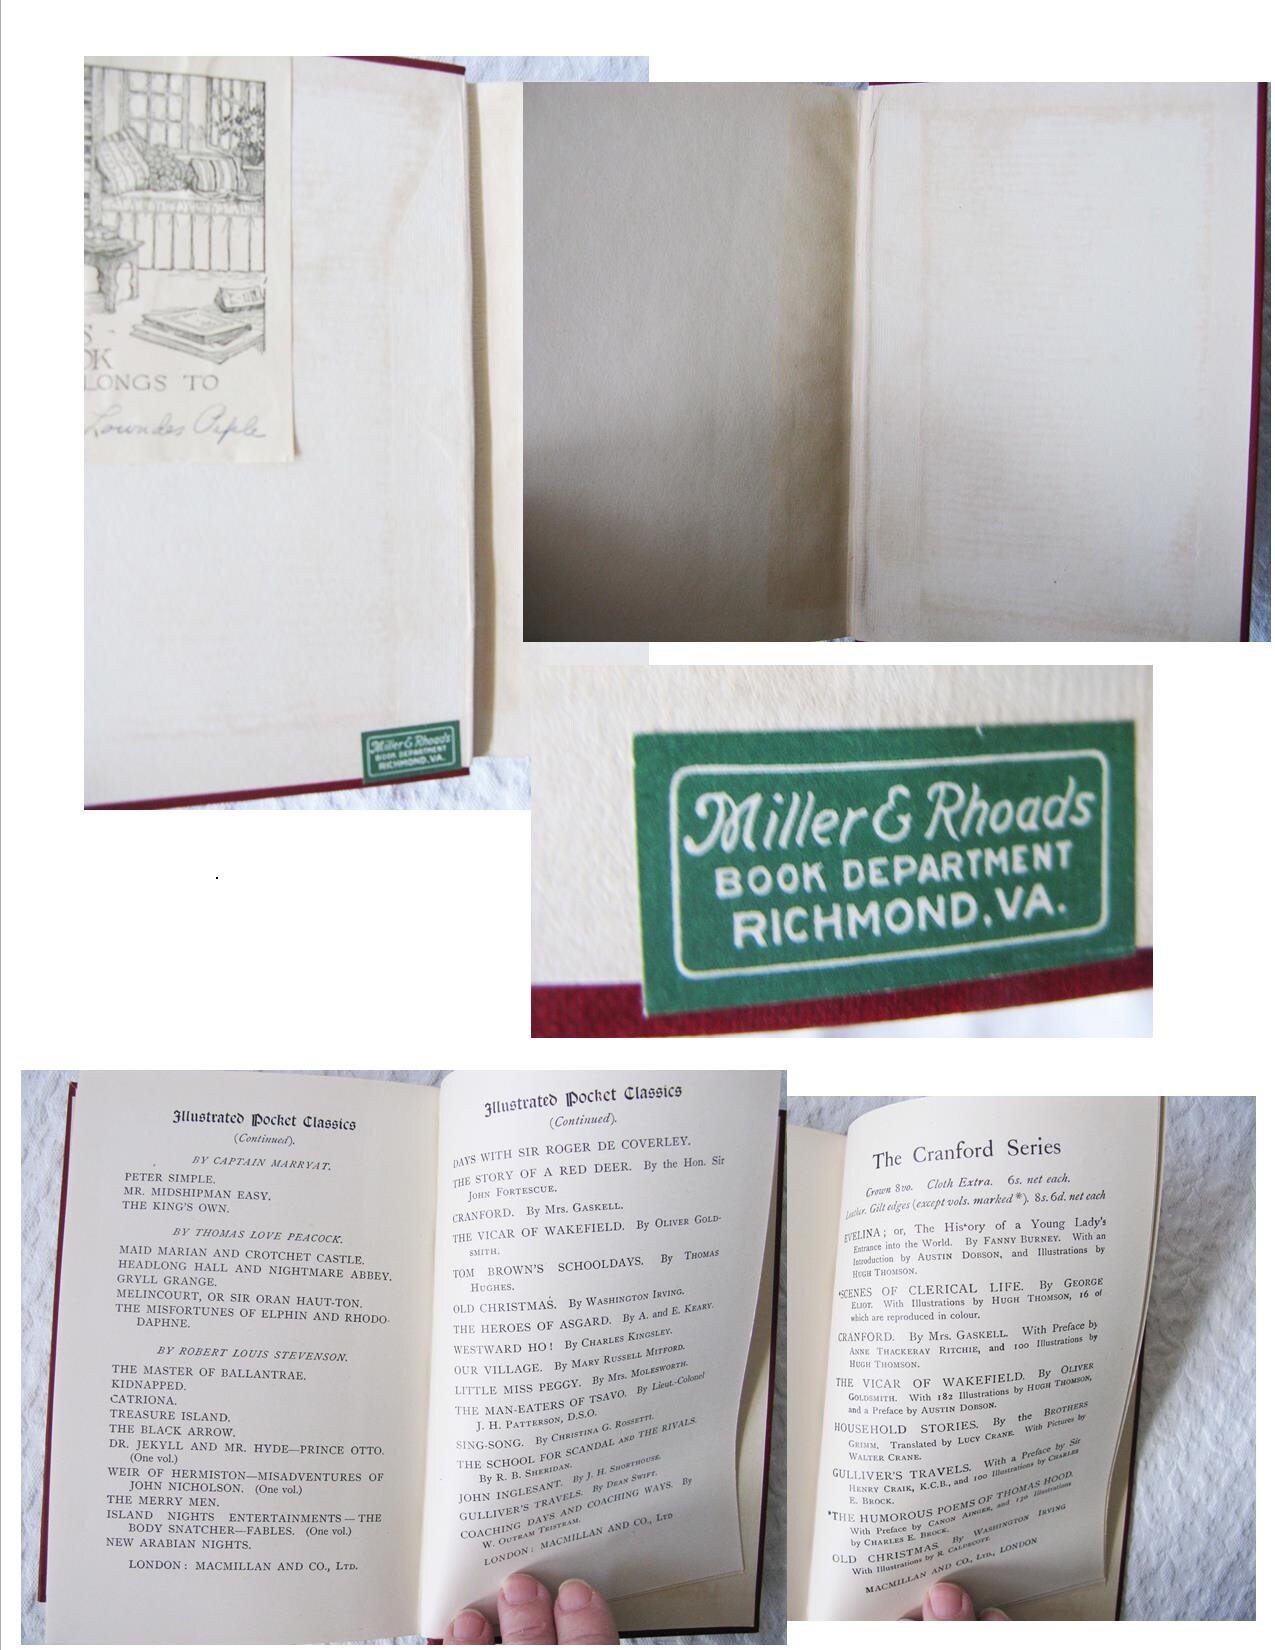 S
OK
LONGS TO
Lowndes Piple
Miller & Rhoads
BOOK DEPARTMENT
RICHMOND, VA.
Miller & Rhoads
BOOK DEPARTMENT
RICHMOND, VA.
Illustrated Pocket Classics
(Continued).
BY CAPTAIN MARRYAT.
PETER SIMPLE.
MR. MIDSHIPMAN EASY.
THE KING'S OWN.
BY THOMAS LOVE PEACOCK.
MAID MARIAN AND CROTCHET CASTLE.
HEADLONG HALL AND NIGHTMARE ABBEY.
GRYLL GRANGE.
MELINCOURT, OR SIR ORAN HAUT-TON.
THE MISFORTUNES OF ELPHIN AND RHODO-
DAPHNE.
BY ROBERT LOUIS STEVENSON.
THE MASTER OF BALLANTRAE.
KIDNAPPED.
CATRIONA.
TREASURE ISLAND.
THE BLACK ARROW.
DR. JEKYLL AND MR. HYDE—PRINCE OTTO.
(One vol.)
WEIR OF HERMISTON—MISADVENTURES OF
JOHN NICHOLSON. (One vol.)
THE MERRY MEN.
ISLAND NIGHTS ENTERTAINMENTS—THE
BODY SNATCHER—FABLES. (One vol.)
NEW ARABIAN NIGHTS.
LONDON: MACMILLAN AND CO., LTD.
Illustrated Pocket Classics
(Continued).
DAYS WITH SIR ROGER DE COVERLEY.
THE STORY OF A RED DEER. By the Hon. Sir
JOHN FORTESCUE.
CRANFORD. By Mrs. GASKELL.
THE VICAR OF WAKEFIELD. By OLIVER GOLD-
SMITH.
TOM BROWN'S SCHOOLDAYS. By THOMAS
HUGHES.
OLD CHRISTMAS. By WASHINGTON IRVING.
THE HEROES OF ASGARD. By A. and E. KEARY.
WESTWARD HO! By CHARLES KINGSLEY.
OUR VILLAGE. By MARY RUSSELL MITFORD.
LITTLE MISS PEGGY. By Mrs. MOLESWORTH.
THE MAN-EATERS OF TSAVO. By Lieut.-Colonel
J. H. PATTERSON, D.S.O.
SING-SONG. By CHRISTINA G. ROSSETTI.
THE SCHOOL FOR SCANDAL AND THE RIVALS.
By R. B. SHERIDAN.
JOHN INGLESANT. By J. H. SHORTHOUSE.
GULLIVER'S TRAVELS. By DEAN SWIFT.
COACHING DAYS AND COACHING WAYS. By
W. OUTRAM TRISTRAM.
LONDON: MACMILLAN AND CO., LTD
The Cranford Series
Crown 8vo. Cloth Extra. 6s. net each.
Leather. Gilt edges (except vols. marked *). 8s. 6d. net each
EVELINA; or, The History of a Young Lady's
Entrance into the World. By FANNY BURNEY. With an
Introduction by AUSTIN DOBSON, and Illustrations by
HUGH THOMSON.
*SCENES OF CLERICAL LIFE. By GEORGE
ELIOT. With Illustrations by HUGH THOMSON, 16 of
which are reproduced in colour.
CRANFORD. By Mrs. GASKELL. With Preface by
ANNE THACKERAY RITCHIE, and 100 Illustrations by
HUGH THOMSON.
THE VICAR OF WAKEFIELD. By OLIVER
GOLDSMITH. With 182 Illustrations by HUGH THOMSON,
and a Preface by AUSTIN DOBSON.
HOUSEHOLD STORIES. By the BROTHERS
GRIMM. Translated by LUCY CRANE. With Pictures by
WALTER CRANE.
GULLIVER'S TRAVELS. With a Preface by Sir
HENRY CRAIK, K.C.B., and 100 Illustrations by CHARLES
E. BROCK.
*THE HUMOROUS POEMS OF THOMAS HOOD.
With Preface by CANON AINGER, and 130 Illustrations
by CHARLES E. BROCK.
OLD CHRISTMAS. By WASHINGTON IRVING
With Illustrations by R. CALDECOTT.
MACMILLAN AND CO., LTD., LONDON